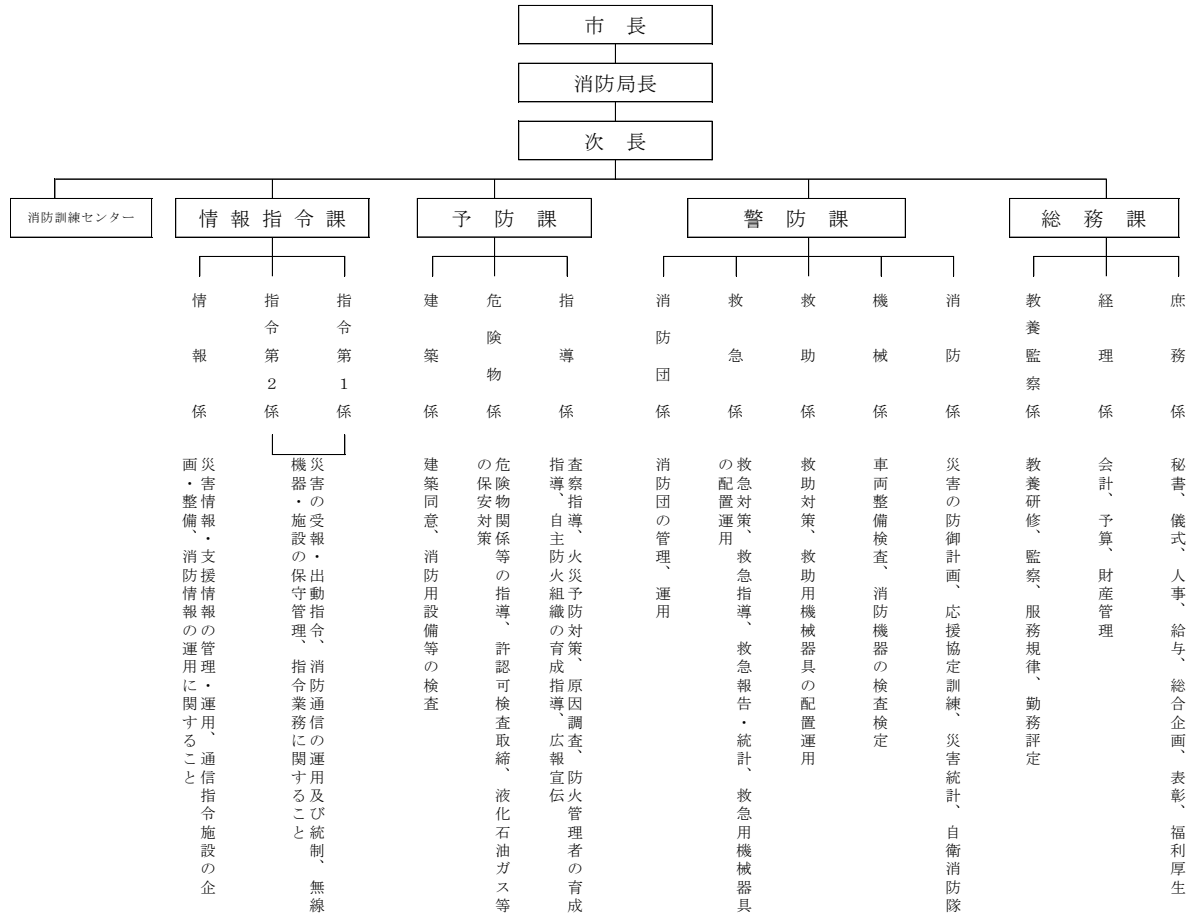 市長
消防局長
次長
消防訓練センター
情報指令課
予防課
警防課
総務課
庶務係
経理係
教養監察係
消防係
機械係
救助係
救急係
消防団係
指導係
危険物係
建築係
指令第1係
指令第2係
情報係
秘書、儀式、人事、給与、総合企画、表彰、福利厚生
会計、予算、財産管理
教養研修、監察、服務規律、勤務評定
災害の防御計画、応援協定訓練、災害統計、自衛消防隊
車両整備検査、消防機器の検査検定
救助対策、救助用機械器具の配置運用
救急対策、救急指導、救急報告・統計、救急用機械器具
の配置運用
消防団の管理、運用
査察指導、火災予防対策、原因調査、防火管理者の育成
指導、自主防火組織の育成指導、広報宣伝
危険物関係等の指導、許認可検査取締、液化石油ガス等
の保安対策
建築同意、消防用設備等の検査
災害の受報・出動指令、消防通信の運用及び統制、無線
機器・施設の保守管理、指令業務に関すること
災害情報・支援情報の管理・運用、通信指令施設の企
画・整備、消防情報の運用に関すること